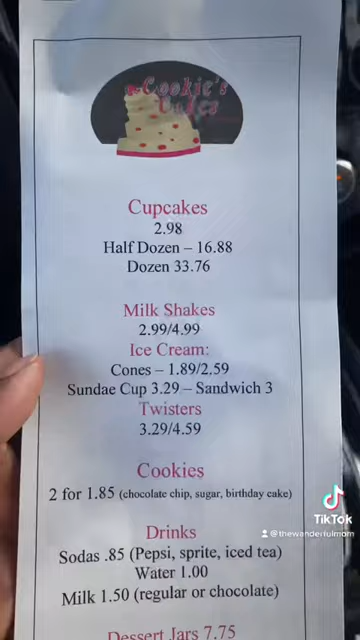 Cookie's
Cakes
Cupcakes
2.98
Half Dozen – 16.88
Dozen 33.76
Milk Shakes
2.99/4.99
Ice Cream:
Cones – 1.89/2.59
Sundae Cup 3.29 – Sandwich 3
Twisters
3.29/4.59
Cookies
2 for 1.85 (chocolate chip, sugar, birthday cake)
Drinks
Sodas .85 (Pepsi, sprite, iced tea)
Water 1.00
Milk 1.50 (regular or chocolate)
Dessert Jars 7.75
TikTok
@thewanderfulmom